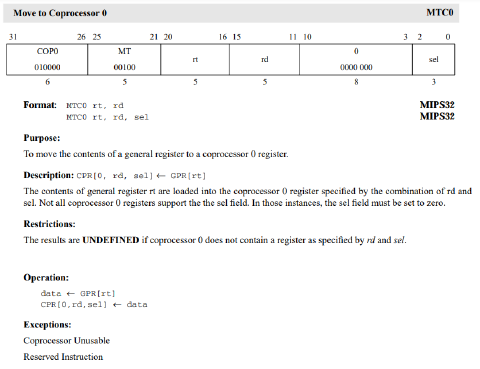 Move to Coprocessor 0 MTC0
31 26 25 21 20 16 15 11 10 3 2 0
COP0 MT rt rd 0 sel
010000 00100 0000 000
6 5 5 5 8 3
Format: MTC0 rt, rd MIPS32
MTC0 rt, rd, sel MIPS32
Purpose:
To move the contents of a general register to a coprocessor 0 register.
Description: CPR[0, rd, sel] ← GPR[rt]
The contents of general register rt are loaded into the coprocessor 0 register specified by the combination of rd and
sel. Not all coprocessor 0 registers support the the sel field. In those instances, the sel field must be set to zero.
Restrictions:
The results are UNDEFINED if coprocessor 0 does not contain a register as specified by rd and sel.
Operation:
data ← GPR[rt]
CPR[0,rd,sel] ← data
Exceptions:
Coprocessor Unusable
Reserved Instruction